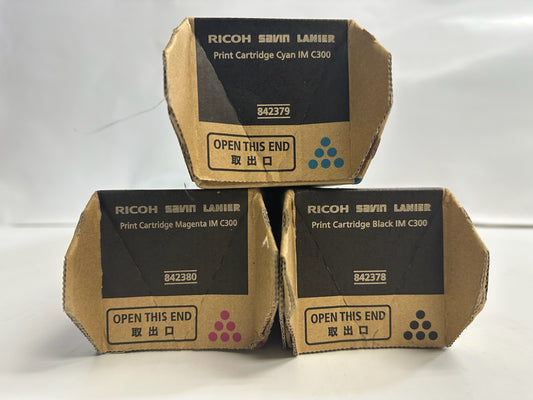 RICOH SAVIN LANIER
Print Cartridge Cyan IM C300
842379
OPEN THIS END
取出口
RICOH SAVIN LANIER
Print Cartridge Magenta IM C300
842380
OPEN THIS END
取出口
RICOH SAVIN LANIER
Print Cartridge Black IM C300
842378
OPEN THIS END
取出口